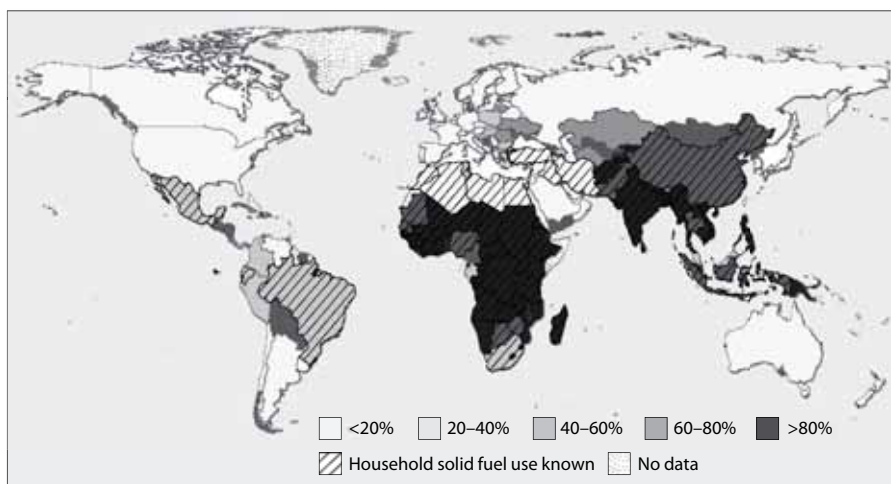 <20% 20–40% 40–60% 60–80% >80%
Household solid fuel use known No data